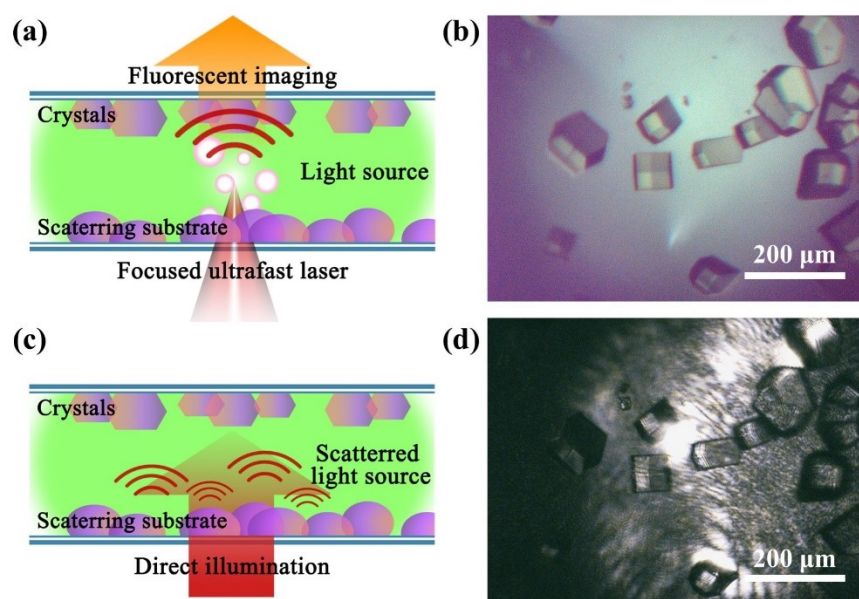 (a)
Fluorescent imaging
Crystals
Light source
Scaterring substrate
Focused ultrafast laser
(b)
200 μm
(c)
Crystals
Scatterred
light source
Scaterring substrate
Direct illumination
(d)
200 μm